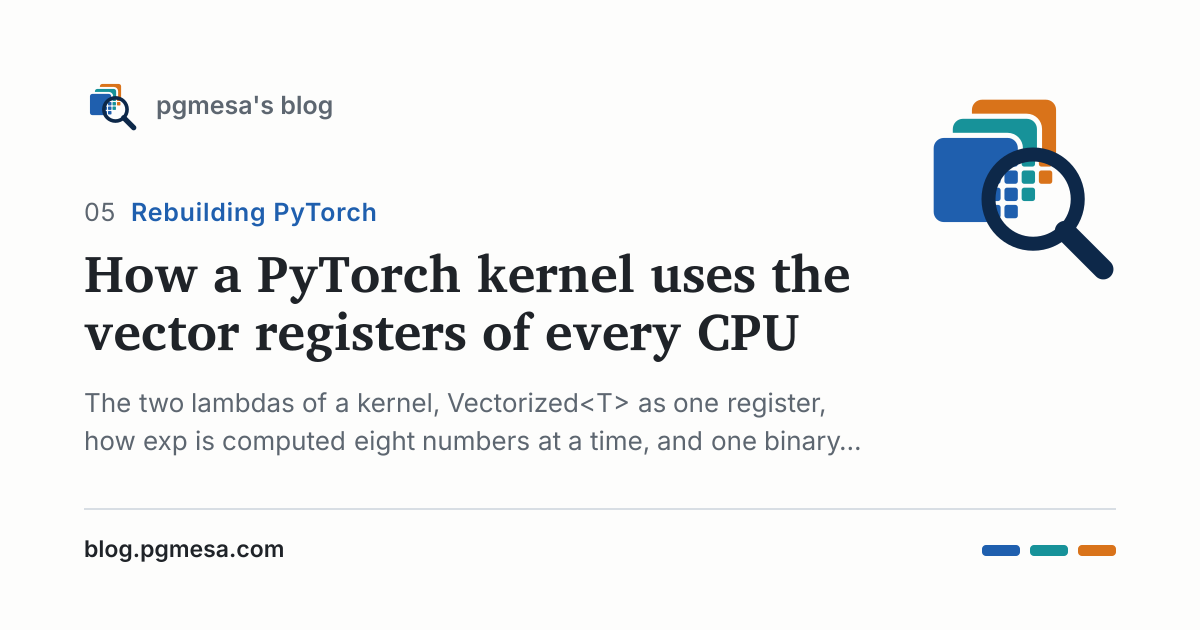 pgmesa's blog
05 Rebuilding PyTorch
How a PyTorch kernel uses the
vector registers of every CPU
The two lambdas of a kernel, Vectorized<T> as one register,
how exp is computed eight numbers at a time, and one binary...
blog.pgmesa.com